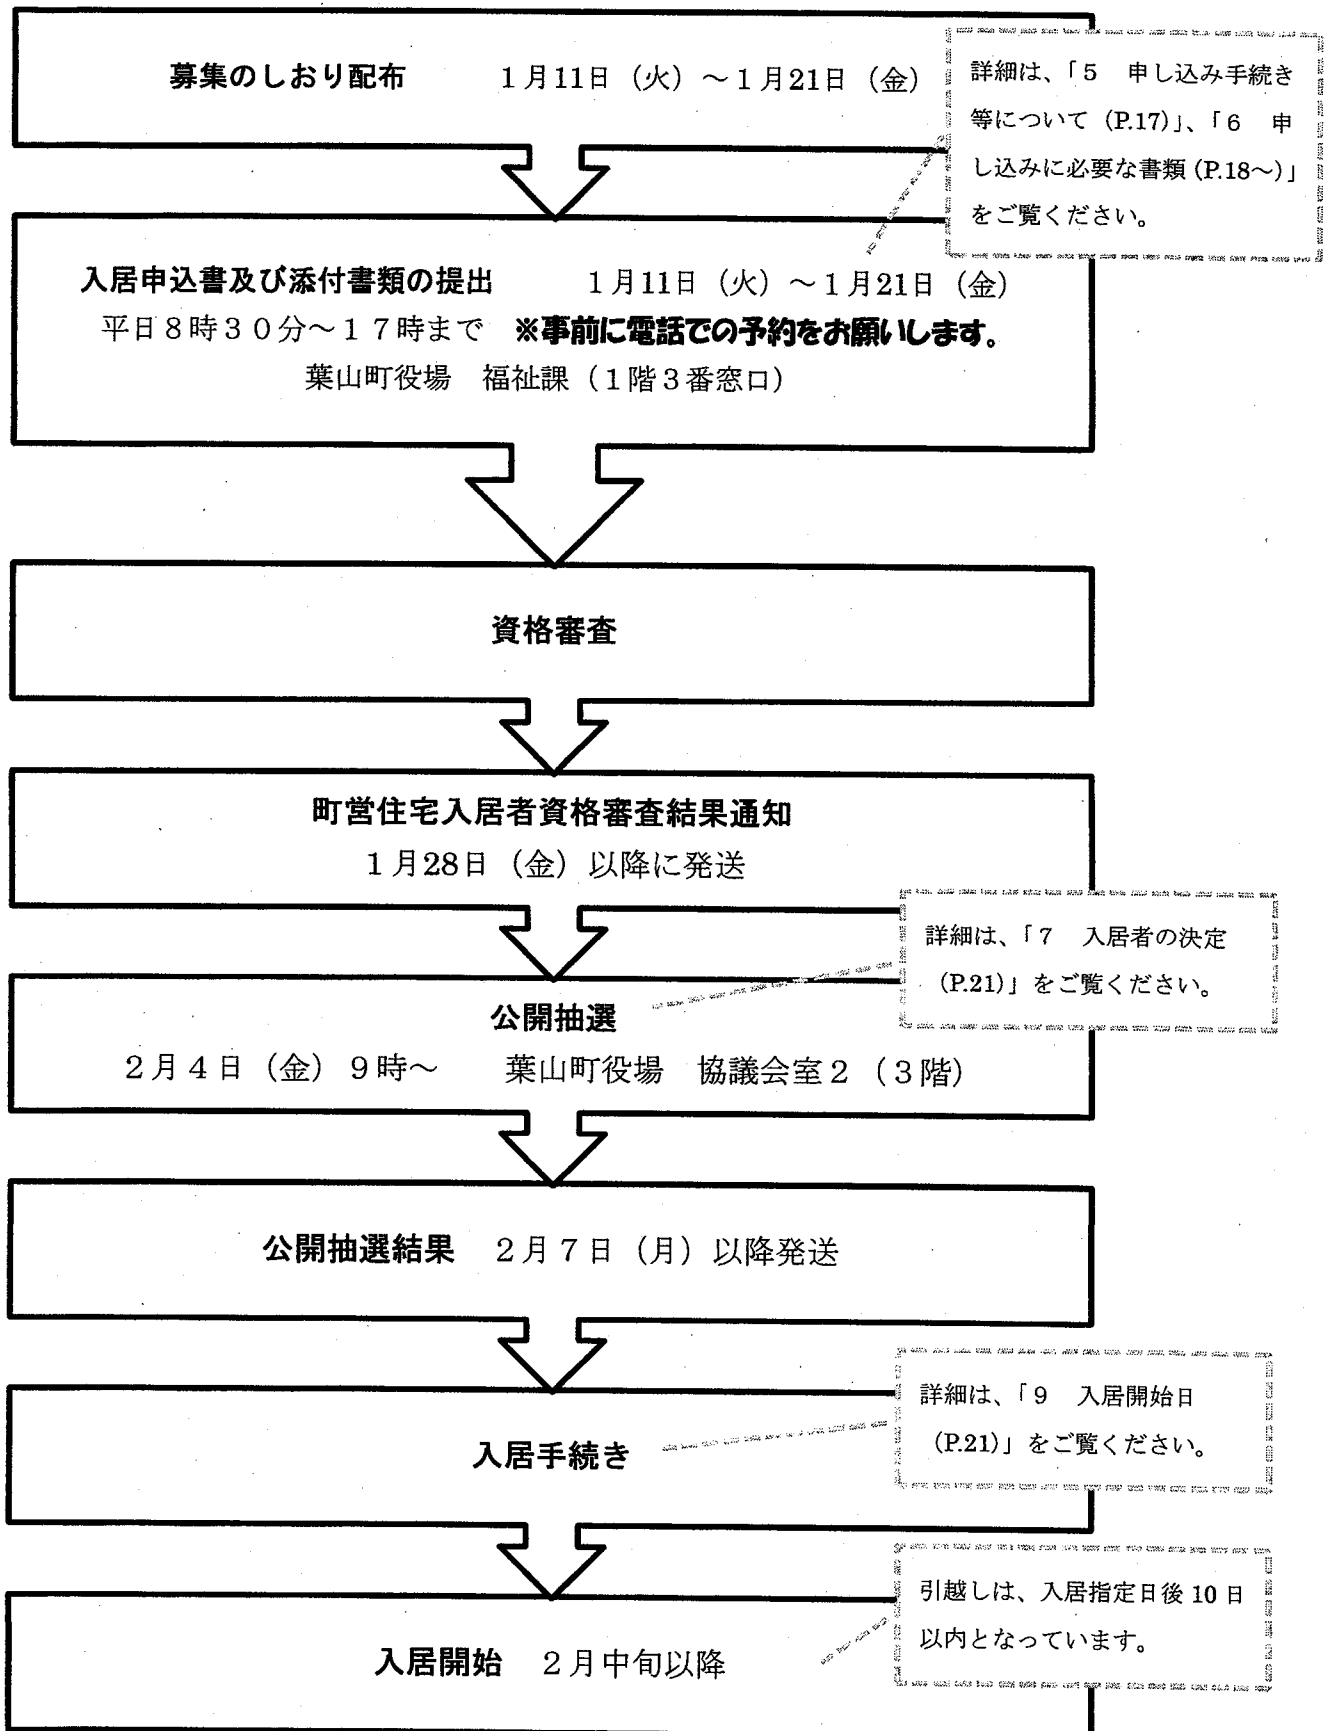 募集のしおり配布　　1月11日（火）～1月21日（金）
詳細は、「5　申し込み手続き
等について（P.17）」、「6　申
し込みに必要な書類（P.18～）」
をご覧ください。
入居申込書及び添付書類の提出　　1月11日（火）～1月21日（金）
平日8時30分～17時まで　※事前に電話での予約をお願いします。
葉山町役場　福祉課（1階3番窓口）
資格審査
町営住宅入居者資格審査結果通知
1月28日（金）以降に発送
詳細は、「7　入居者の決定
（P.21）」をご覧ください。
公開抽選
2月4日（金）9時～　　葉山町役場　協議会室2（3階）
公開抽選結果　2月7日（月）以降発送
詳細は、「9　入居開始日
（P.21）」をご覧ください。
入居手続き
引越しは、入居指定日後10日
以内となっています。
入居開始　2月中旬以降